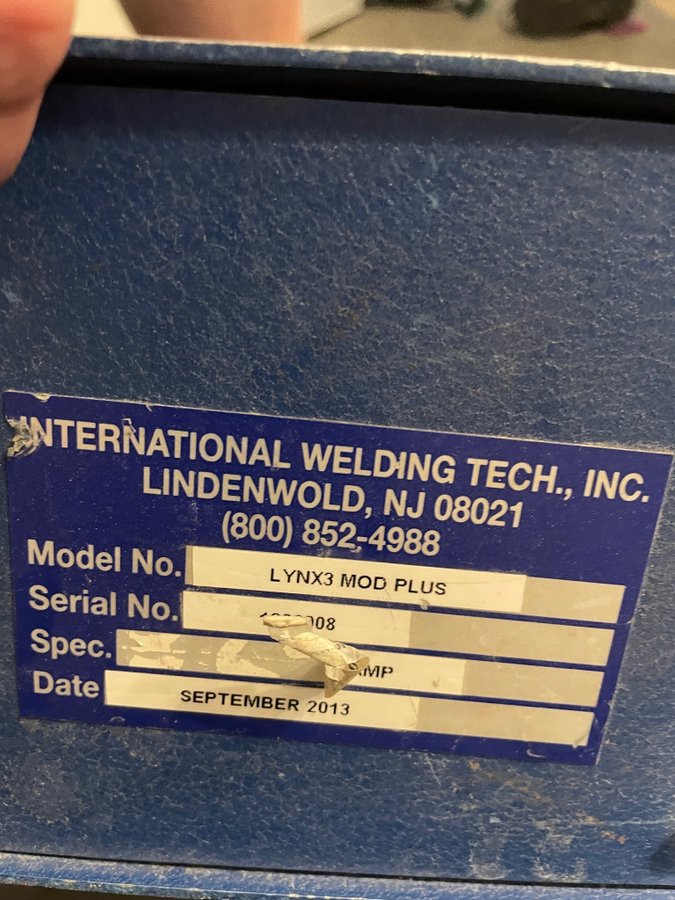 INTERNATIONAL WELDING TECH., INC.
LINDENWOLD, NJ 08021
(800) 852-4988
Model No. LYNX3 MOD PLUS
Serial No.
Spec.
Date SEPTEMBER 2013